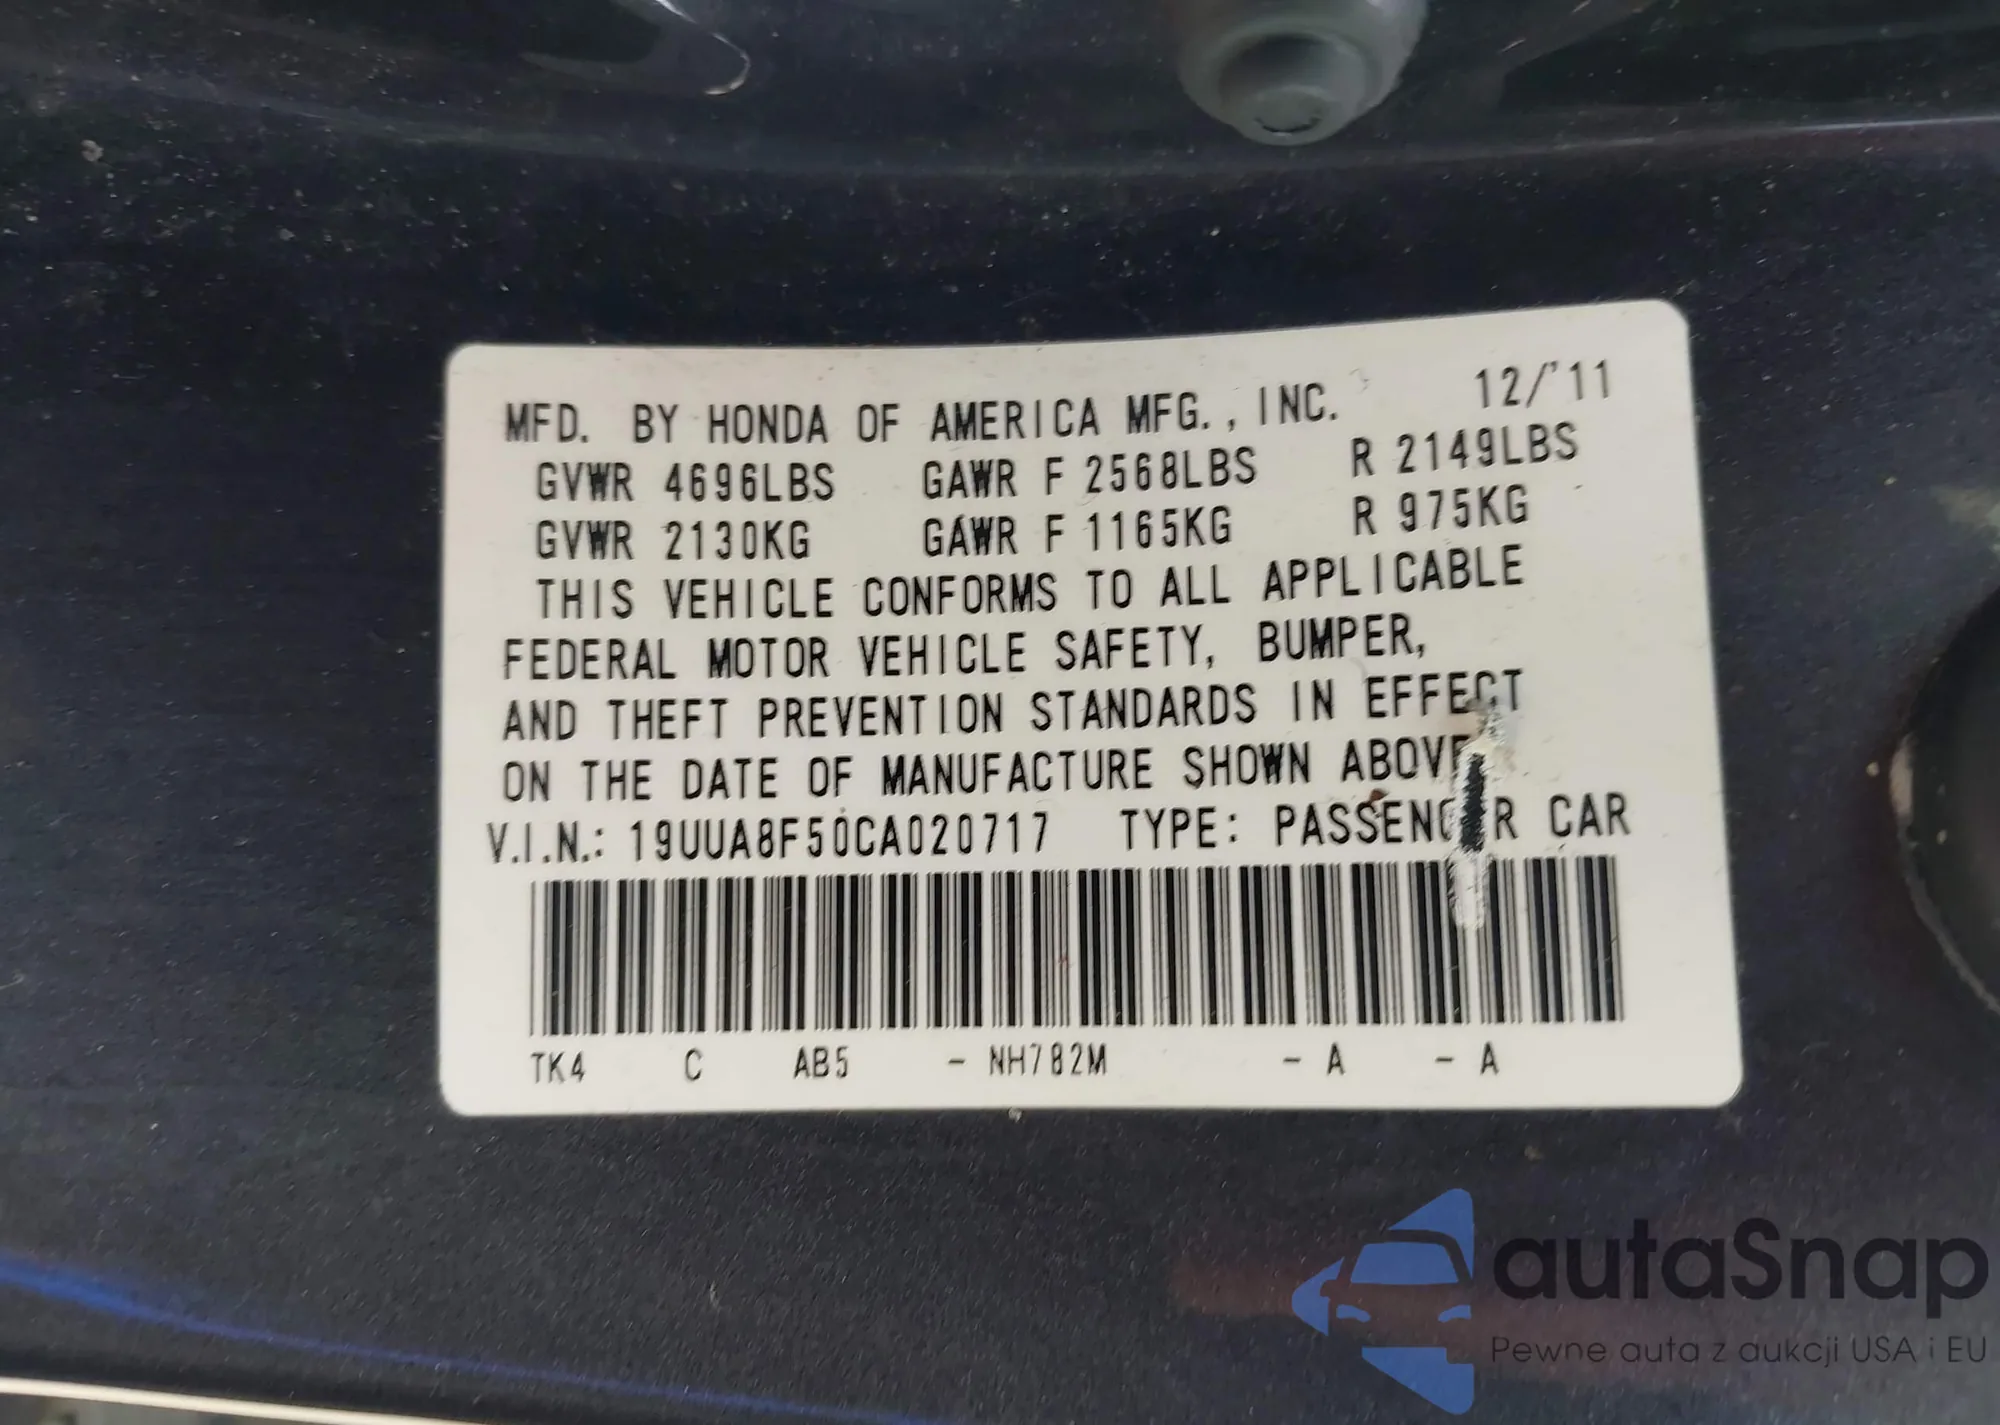 MFD. BY HONDA OF AMERICA MFG., INC. 12/'11
GVWR 4696LBS GAWR F 2568LBS R 2149LBS
GVWR 2130KG GAWR F 1165KG R 975KG
THIS VEHICLE CONFORMS TO ALL APPLICABLE
FEDERAL MOTOR VEHICLE SAFETY, BUMPER,
AND THEFT PREVENTION STANDARDS IN EFFECT
ON THE DATE OF MANUFACTURE SHOWN ABOVE
V.I.N.: 19UUA8F50CA020717 TYPE: PASSENGER CAR
TK4 C AB5 - NH782M - A - A
autaSnap
Pewne auta z aukcji USA i EU